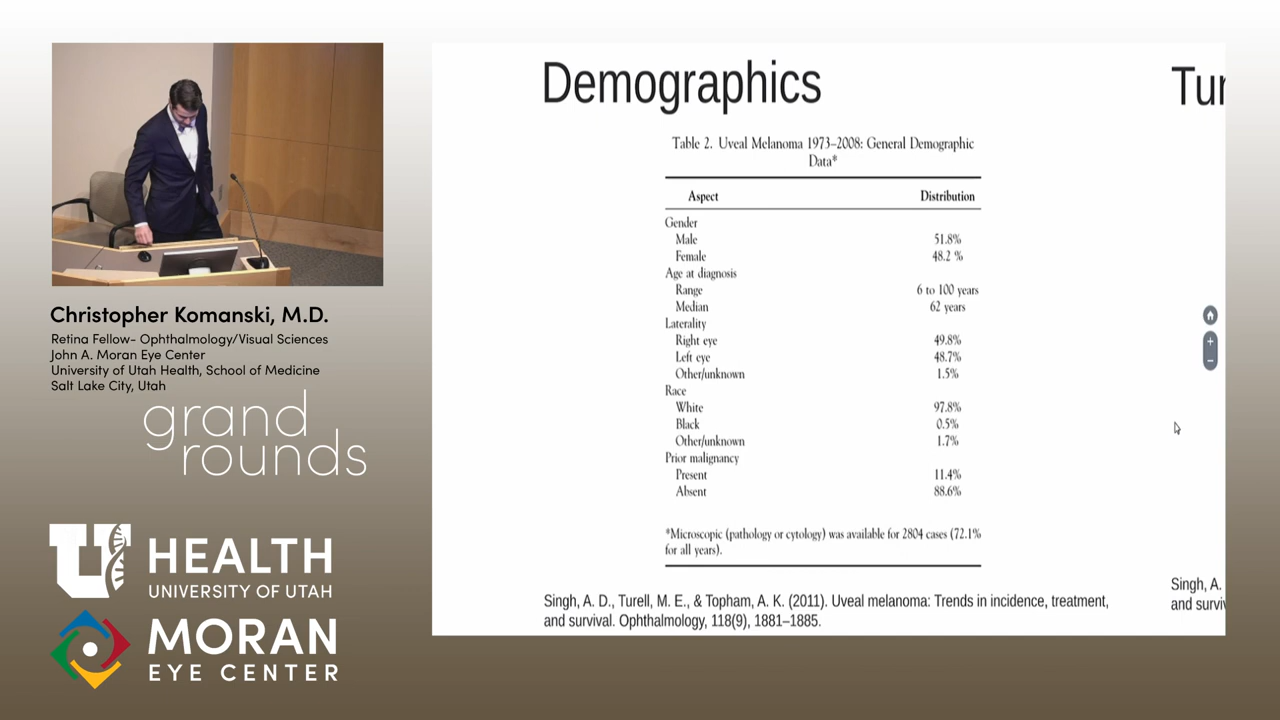 Christopher Komanski, M.D.
Retina Fellow- Ophthalmology/Visual Sciences
John A. Moran Eye Center
University of Utah Health, School of Medicine
Salt Lake City, Utah
grand
rounds
U HEALTH
UNIVERSITY OF UTAH
MORAN
EYE CENTER
Demographics
Table 2. Uveal Melanoma 1973–2008: General Demographic
Data*
Aspect Distribution
Gender
Male 51.8%
Female 48.2 %
Age at diagnosis
Range 6 to 100 years
Median 62 years
Laterality
Right eye 49.8%
Left eye 48.7%
Other/unknown 1.5%
Race
White 97.8%
Black 0.5%
Other/unknown 1.7%
Prior malignancy
Present 11.4%
Absent 88.6%
*Microscopic (pathology or cytology) was available for 2804 cases (72.1%
for all years).
Singh, A. D., Turell, M. E., & Topham, A. K. (2011). Uveal melanoma: Trends in incidence, treatment,
and survival. Ophthalmology, 118(9), 1881–1885.
Singh, A.
and